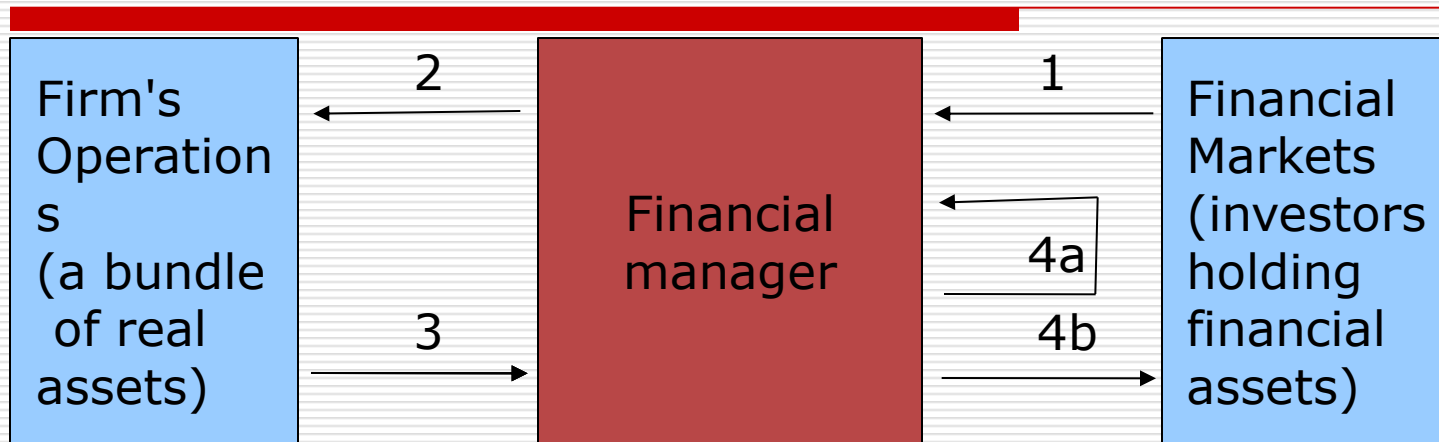 Firm's
Operation
s
(a bundle
of real
assets)
2
3
Financial
manager
1
4a
4b
Financial
Markets
(investors
holding
financial
assets)